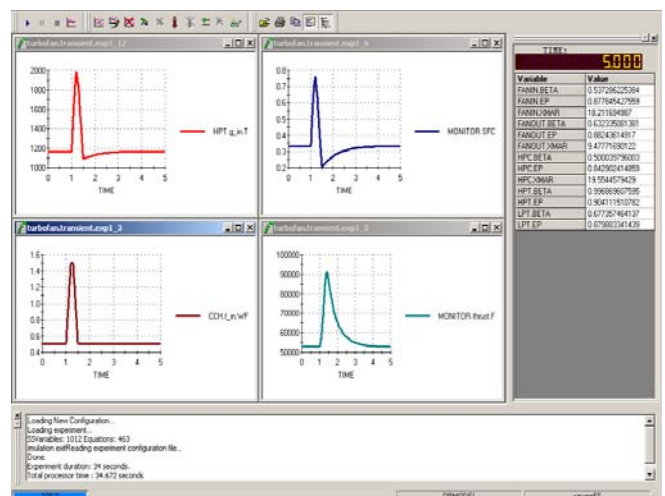 turbofan.transient.exp1_12
2000
1800
1600
1400
1200
1000
0 1 2 3 4 5
TIME
HPT.g_in.T
turbofan.transient.exp1_6
0.8
0.7
0.6
0.5
0.4
0.3
0.2
0 1 2 3 4 5
TIME
MONITOR.SFC
turbofan.transient.exp1_3
1.6
1.4
1.2
1.0
0.8
0.6
0.4
0 1 2 3 4 5
TIME
CCH.f_in.WF
turbofan.transient.exp1_3
100000
90000
80000
70000
60000
50000
0 1 2 3 4 5
TIME
MONITOR.thrust.F
TIME:
5.000
Variable Value
FANIN.BETA 0.537286225384
FANIN.EP 0.877845427559
FANIN.XMAR 18.211694987
FANOUT.BETA 0.632335081381
FANOUT.EP 0.88243614917
FANOUT.XMAR 9.47771690122
HPC.BETA 0.500039796003
HPC.EP 0.842902414859
HPC.XMAR 19.5544579429
HPT.BETA 0.996869607595
HPT.EP 0.904111510782
LPT.BETA 0.677357464137
LPT.EP 0.879883341439
Loading New Configuration...
Loading experiment...
SSVariables: 1012 Equations: 463
imulation exitReading experiment configuration file...
Done.
Experiment duration: 34 seconds.
Total processor time : 34.672 seconds
100%